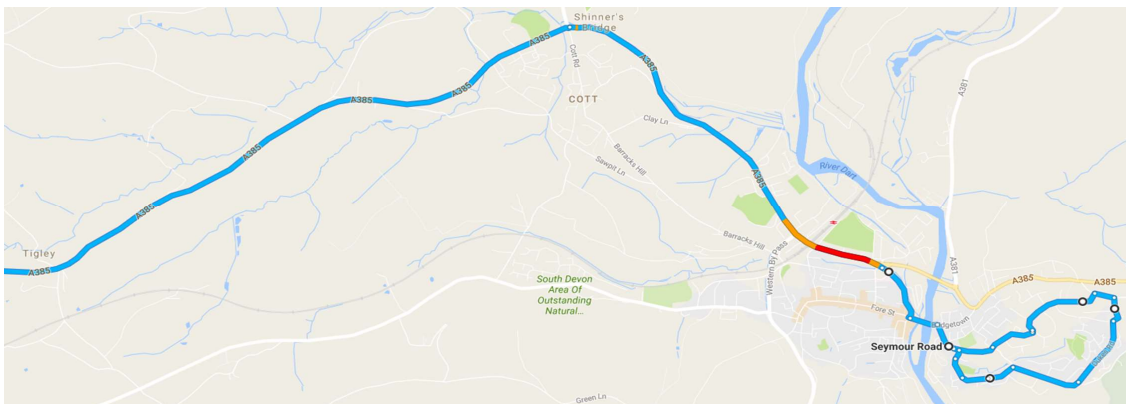 Shinner's
Bridge
A385
Cott Rd
A385
A385
A385
COTT
A381
Clay Ln
Barracks Hill
Sawpit Ln
A385
A385
River Dart
A385
Barracks Hill
Western By Pass
Tigley
A385
A381
A385
A385
South Devon
Area Of
Outstanding
Natural...
Fore St
Seymour Road
Green Ln